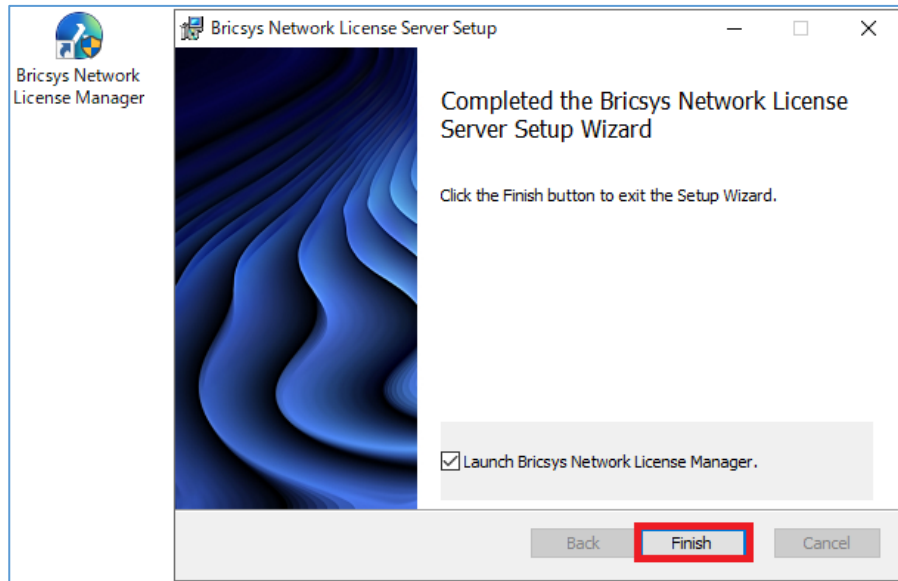 Bricsys Network
License Manager
Bricsys Network License Server Setup
Completed the Bricsys Network License
Server Setup Wizard
Click the Finish button to exit the Setup Wizard.
Launch Bricsys Network License Manager.
Back
Finish
Cancel